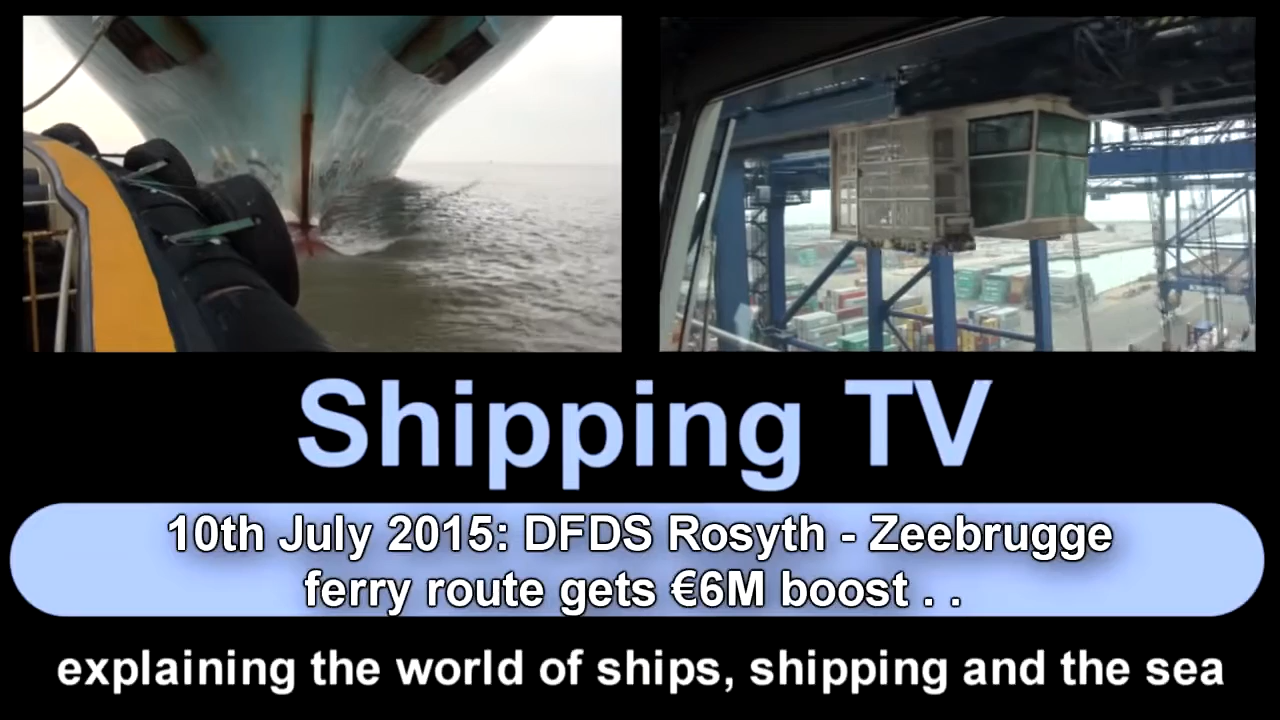 Shipping TV
10th July 2015: DFDS Rosyth - Zeebrugge
ferry route gets €6M boost . .
explaining the world of ships, shipping and the sea